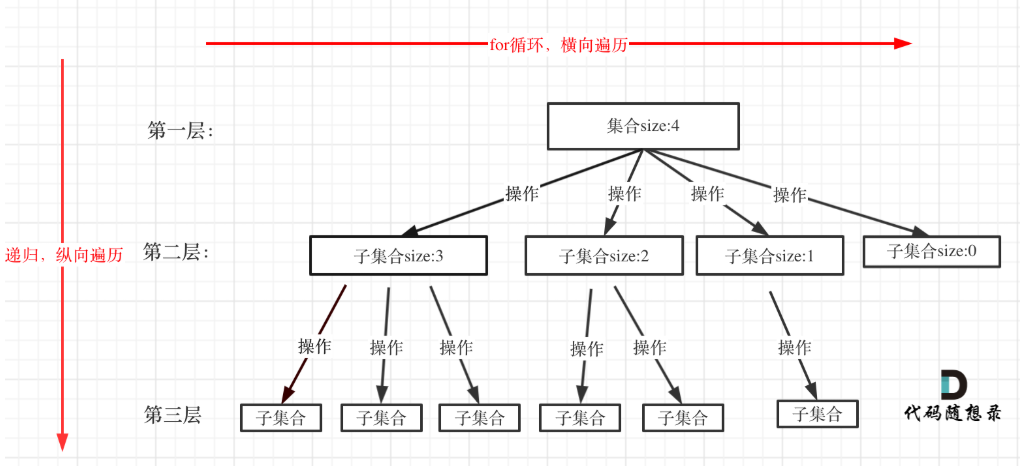 for循环，横向遍历
第一层：
集合size:4
操作
操作
操作
操作
递归，纵向遍历
第二层：
子集合size:3
子集合size:2
子集合size:1
子集合size:0
操作
操作
操作
操作
操作
操作
第三层
子集合
子集合
子集合
子集合
子集合
子集合
代码随想录